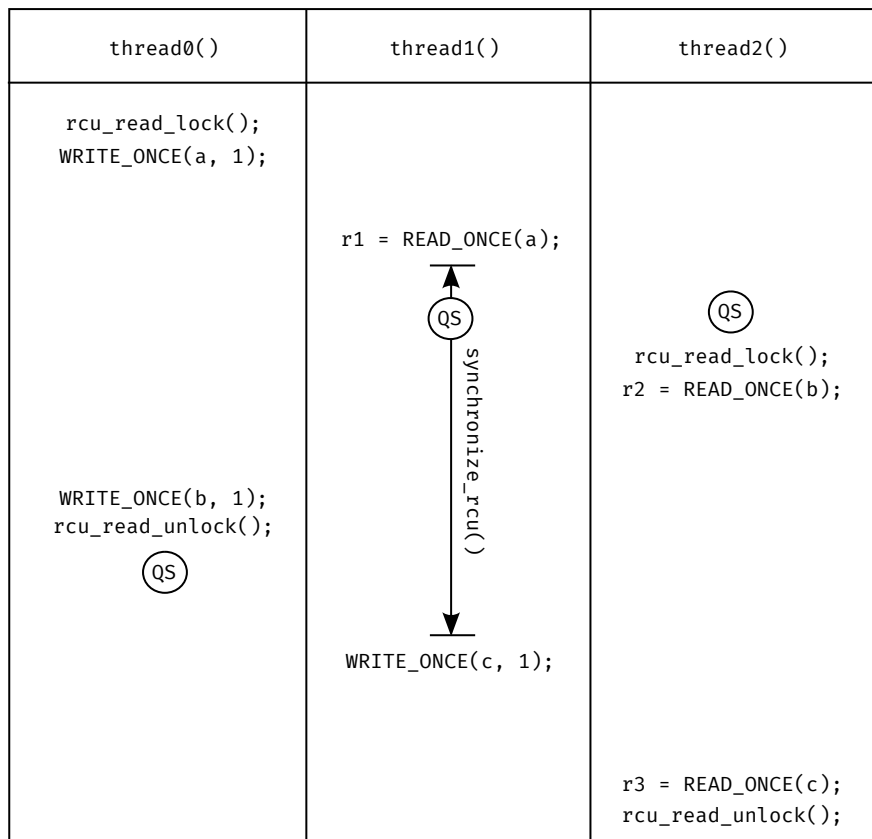 thread0()
thread1()
thread2()
rcu_read_lock();
WRITE_ONCE(a, 1);
r1 = READ_ONCE(a);
QS
QS
rcu_read_lock();
r2 = READ_ONCE(b);
synchronize_rcu()
WRITE_ONCE(b, 1);
rcu_read_unlock();
QS
WRITE_ONCE(c, 1);
r3 = READ_ONCE(c);
rcu_read_unlock();